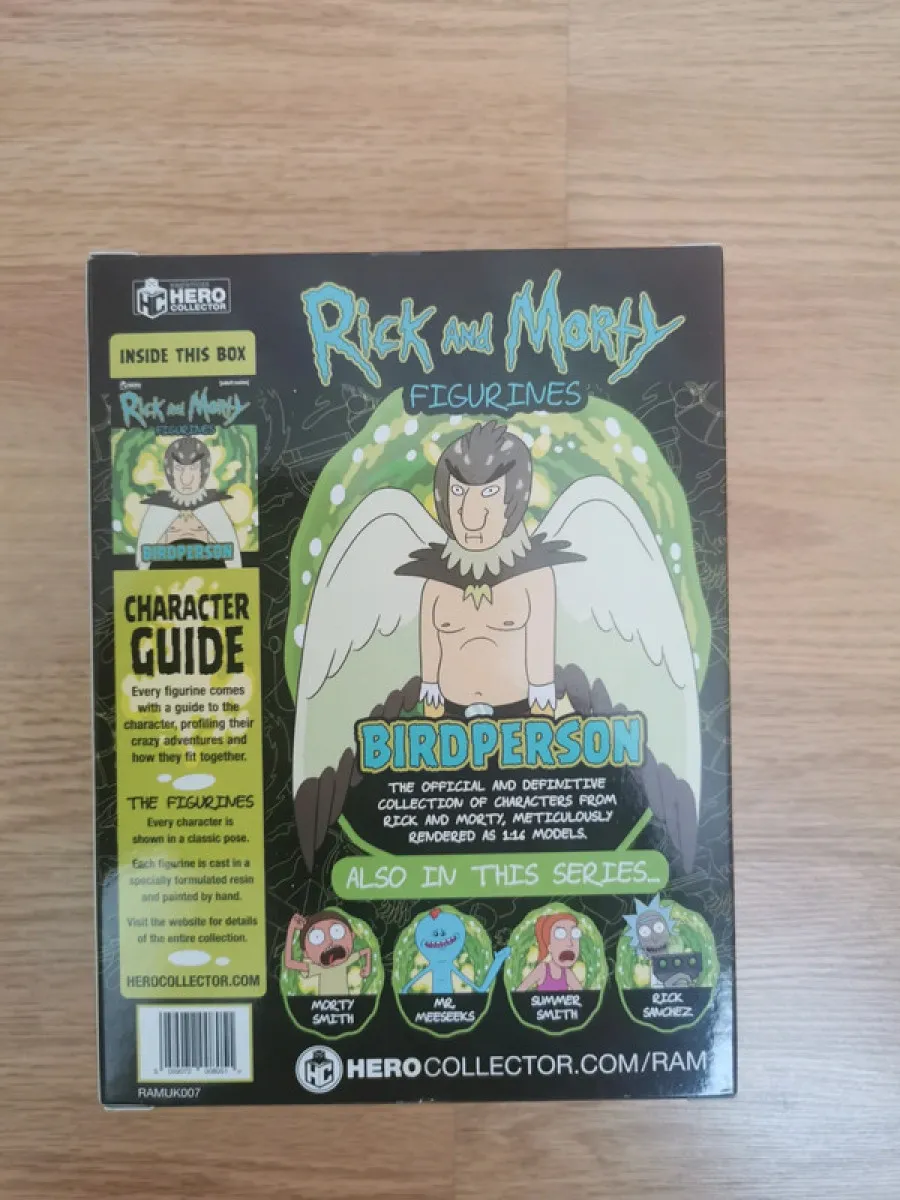 HERO
COLLECTOR
INSIDE THIS BOX
RICK AND MORTY
FIGURINES
BIRDPERSON
CHARACTER
GUIDE
Every figurine comes
with a guide to the
character, profiling their
crazy adventures and
how they fit together.
THE FIGURINES
Every character is
shown in a classic pose.
Each figurine is cast in a
specially formulated resin
and painted by hand.
Visit the website for details
of the entire collection.
HEROCOLLECTOR.COM
RAMUK007
RICK AND MORTY
FIGURINES
BIRDPERSON
THE OFFICIAL AND DEFINITIVE
COLLECTION OF CHARACTERS FROM
RICK AND MORTY, METICULOUSLY
RENDERED AS 1:16 MODELS.
ALSO IN THIS SERIES...
MORTY
SMITH
MR.
MEESEEKS
SUMMER
SMITH
RICK
SANCHEZ
HC HEROCOLLECTOR.COM/RAM